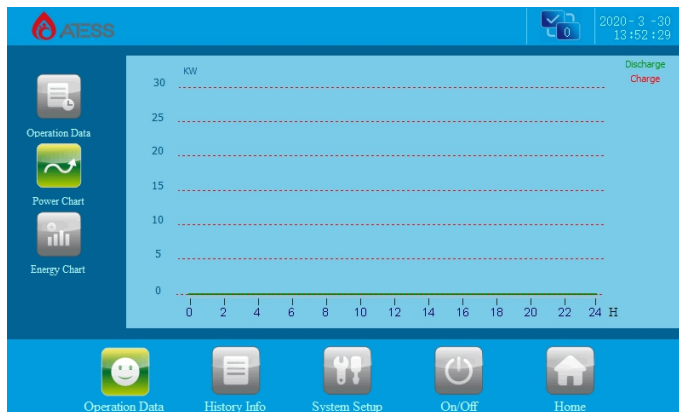 ATESS
0
2020- 3 -30
13:52:29
Operation Data
Power Chart
Energy Chart
KW
Discharge
Charge
30
25
20
15
10
5
0
0 2 4 6 8 10 12 14 16 18 20 22 24 H
Operation Data History Info System Setup On/Off Home